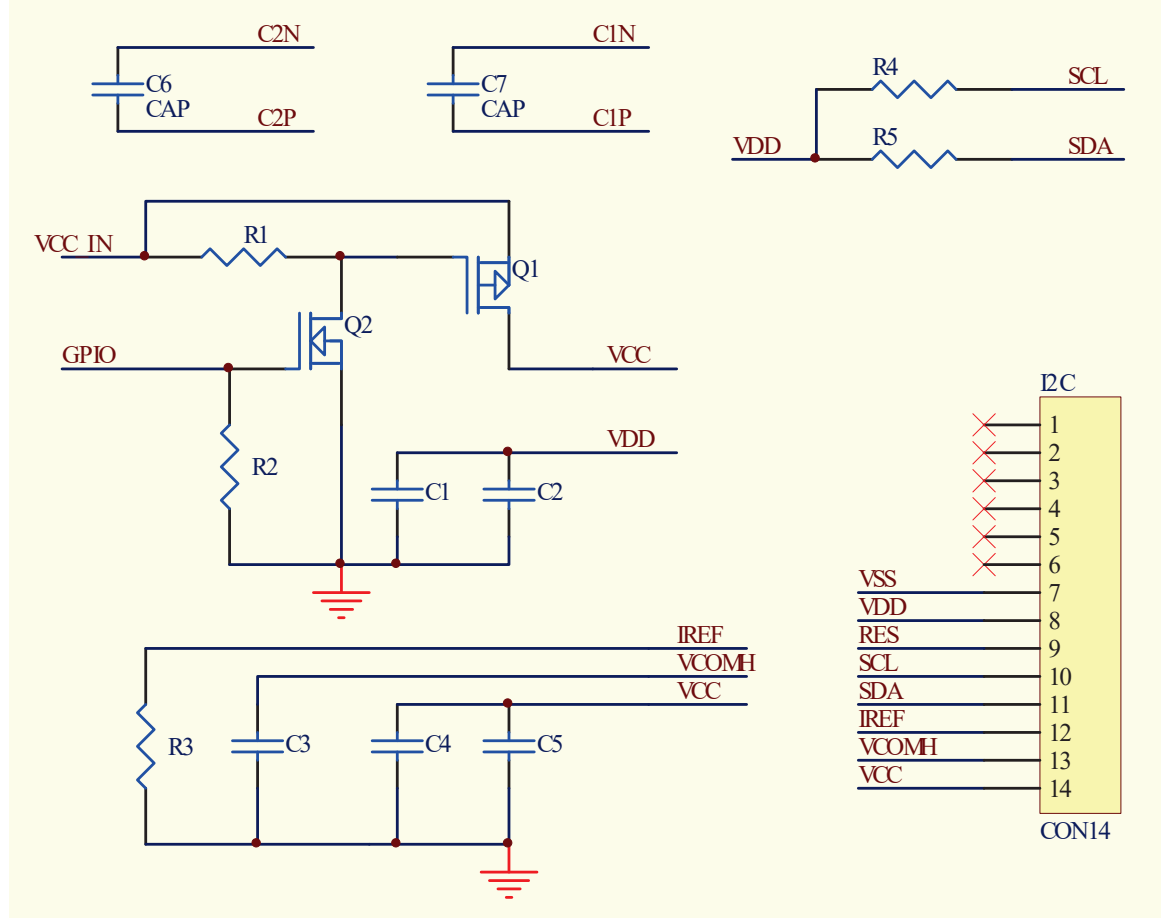 C2N
C6
CAP
C2P
C1N
C7
CAP
C1P
R4
SCL
VDD
R5
SDA
VCC IN
R1
Q1
Q2
GPIO
VCC
R2
VDD
C1
C2
IREF
VCOMH
VCC
R3
C3
C4
C5
I2C
1
2
3
4
5
6
VSS 7
VDD 8
RES 9
SCL 10
SDA 11
IREF 12
VCOMH 13
VCC 14
CON14